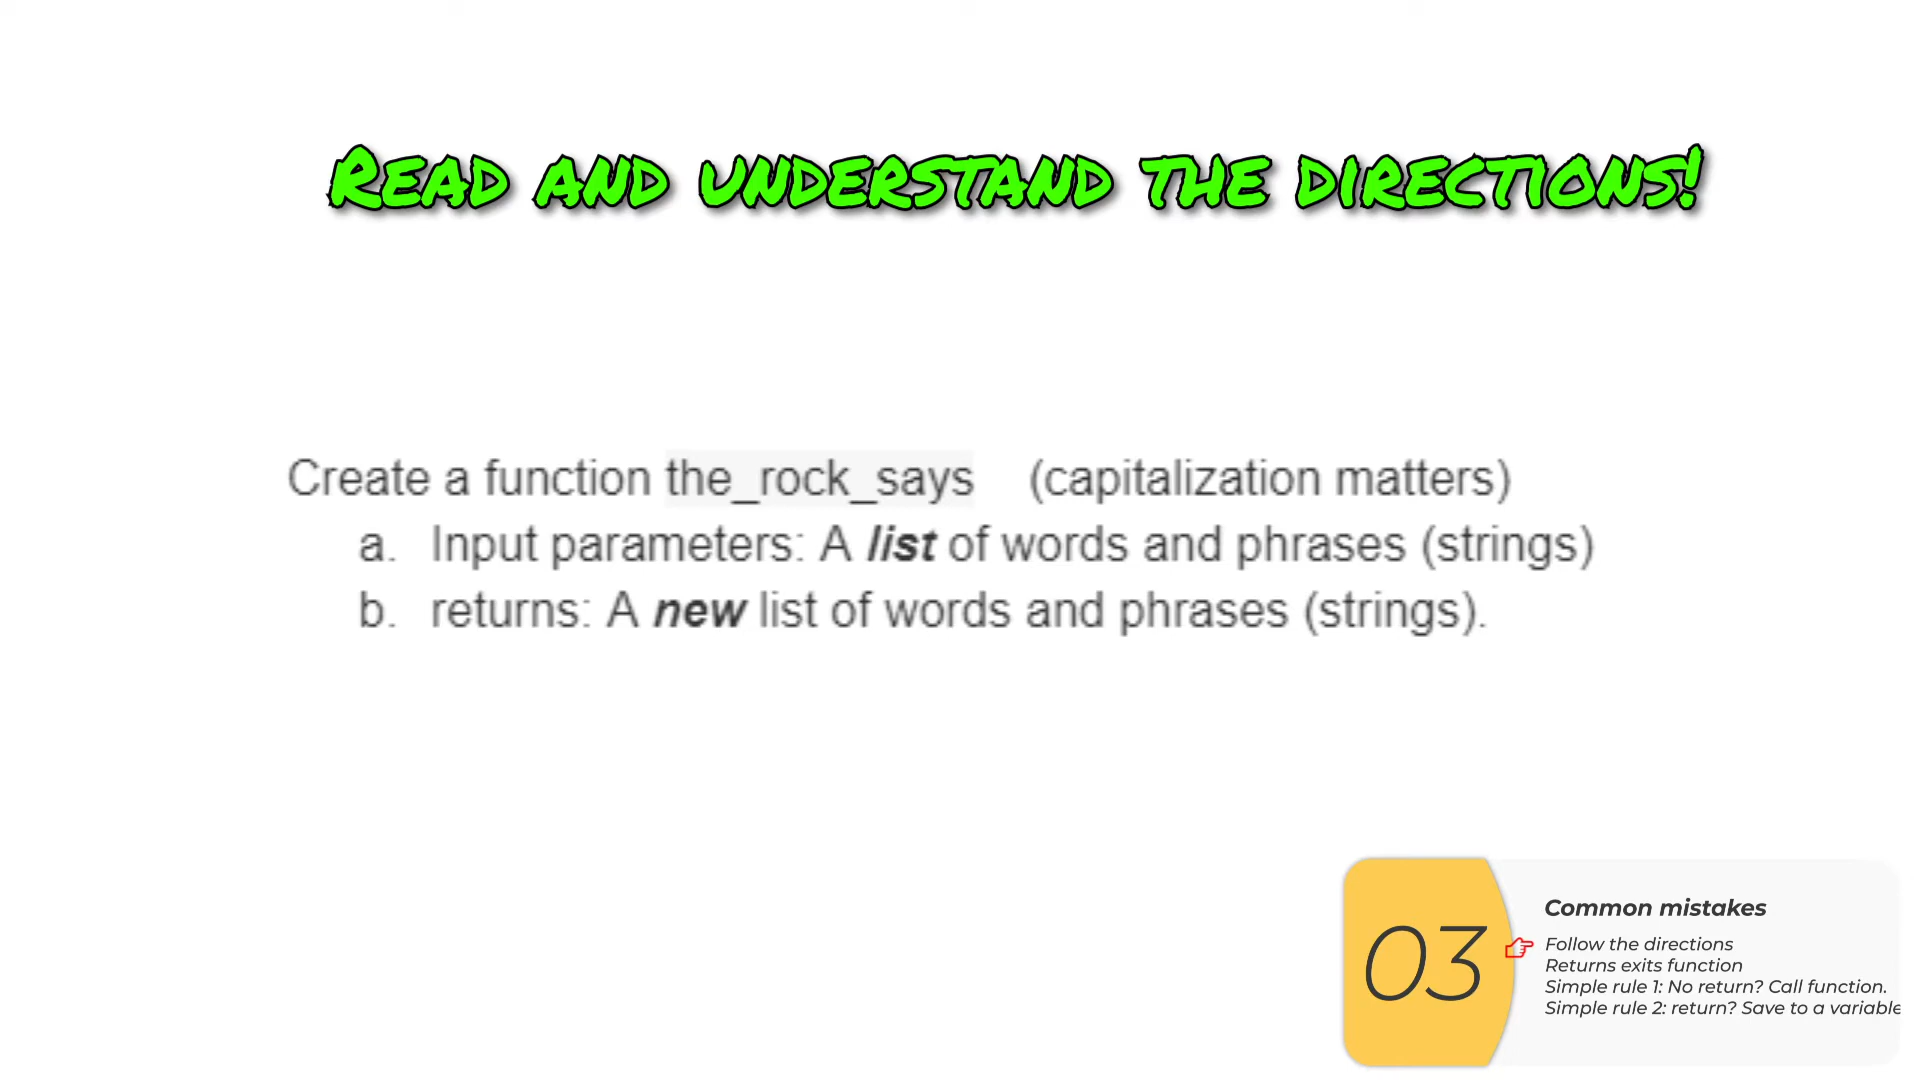 Read and understand the directions!
Create a function the_rock_says (capitalization matters)
a. Input parameters: A list of words and phrases (strings)
b. returns: A new list of words and phrases (strings).
03
Common mistakes
Follow the directions
Returns exits function
Simple rule 1: No return? Call function.
Simple rule 2: return? Save to a variable